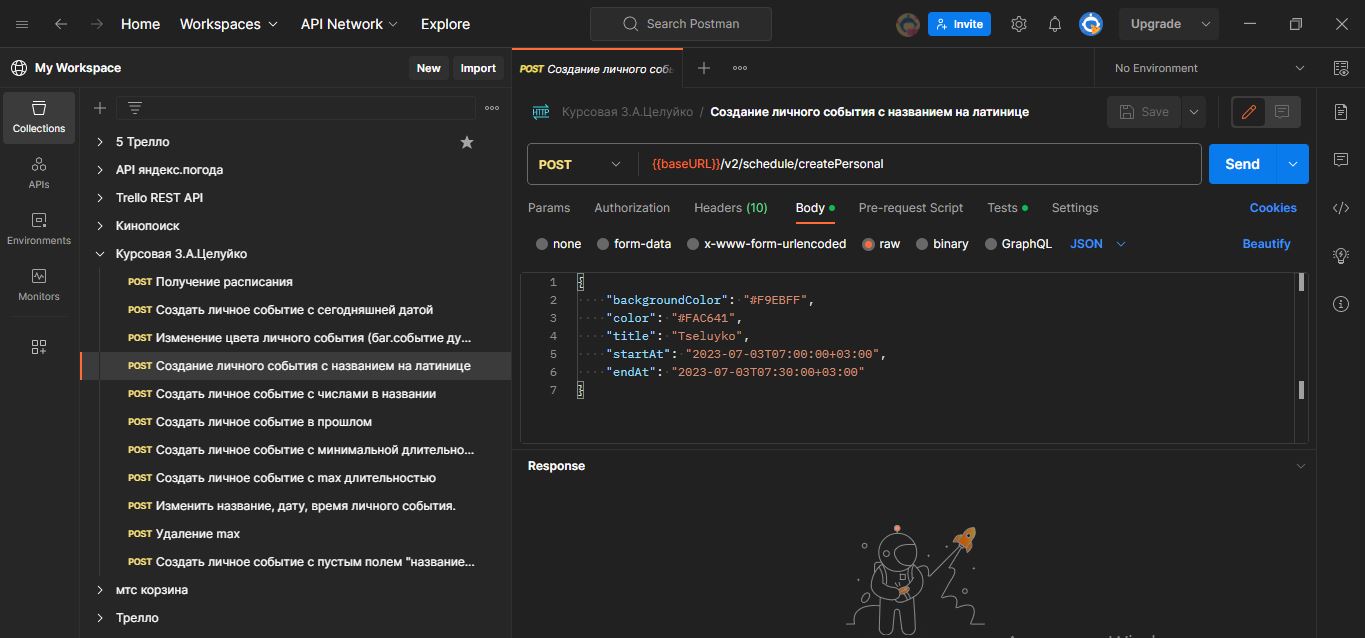 Home Workspaces API Network Explore Search Postman Invite Upgrade
My Workspace New Import
POST Создание личного соб
No Environment
Collections
APIs
Environments
Monitors
5 Трелло
API яндекс.погода
Trello REST API
Кинопоиск
Курсовая З.А.Целуйко
POST Получение расписания
POST Создать личное событие с сегодняшней датой
POST Изменение цвета личного события (баг.событие ду...
POST Создание личного события с названием на латинице
POST Создать личное событие с числами в названии
POST Создать личное событие в прошлом
POST Создать личное событие с минимальной длительно...
POST Создать личное событие с max длительностью
POST Изменить название, дату, время личного события.
POST Удаление max
POST Создать личное событие с пустым полем "название...
мтс корзина
Трелло
HTTP Курсовая З.А.Целуйко / Создание личного события с названием на латинице Save
POST {{baseURL}}/v2/schedule/createPersonal Send
Params Authorization Headers (10) Body Pre-request Script Tests Settings Cookies
none form-data x-www-form-urlencoded raw binary GraphQL JSON Beautify
1 {
2 "backgroundColor": "#F9EBFF",
3 "color": "#FAC641",
4 "title": "Tseluyko",
5 "startAt": "2023-07-03T07:00:00+03:00",
6 "endAt": "2023-07-03T07:30:00+03:00"
7 }
Response